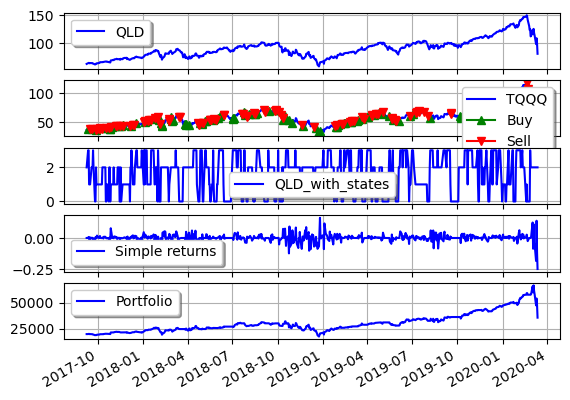 150
QLD
100
100
TQQQ
Buy
50
Sell
2
QLD_with_states
0
0.00
Simple returns
−0.25
Portfolio
50000
25000
2017-10 2018-01 2018-04 2018-07 2018-10 2019-01 2019-04 2019-07 2019-10 2020-01 2020-04